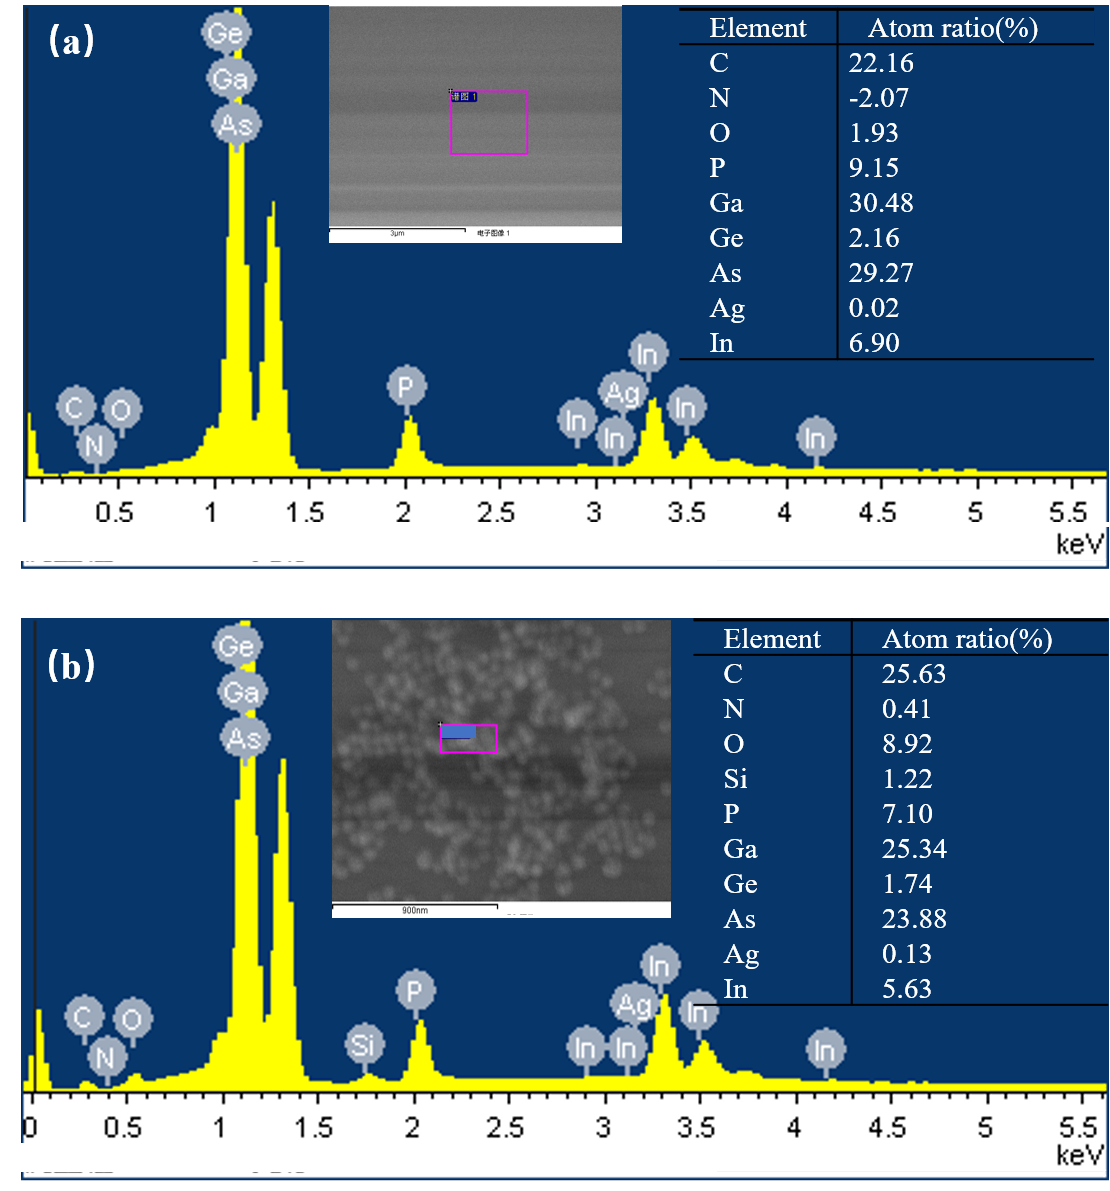 (a)
Ge
Ga
As
谱图 1
3μm
电子图像 1
Element Atom ratio(%)
C 22.16
N -2.07
O 1.93
P 9.15
Ga 30.48
Ge 2.16
As 29.27
Ag 0.02
In 6.90
C
N
O
P
In
In
Ag
In
In
In
0.5 1 1.5 2 2.5 3 3.5 4 4.5 5 5.5
keV
(b)
Ge
Ga
As
900nm
Element Atom ratio(%)
C 25.63
N 0.41
O 8.92
Si 1.22
P 7.10
Ga 25.34
Ge 1.74
As 23.88
Ag 0.13
In 5.63
C
N
O
Si
P
In
In
Ag
In
In
In
0 0.5 1 1.5 2 2.5 3 3.5 4 4.5 5 5.5
keV